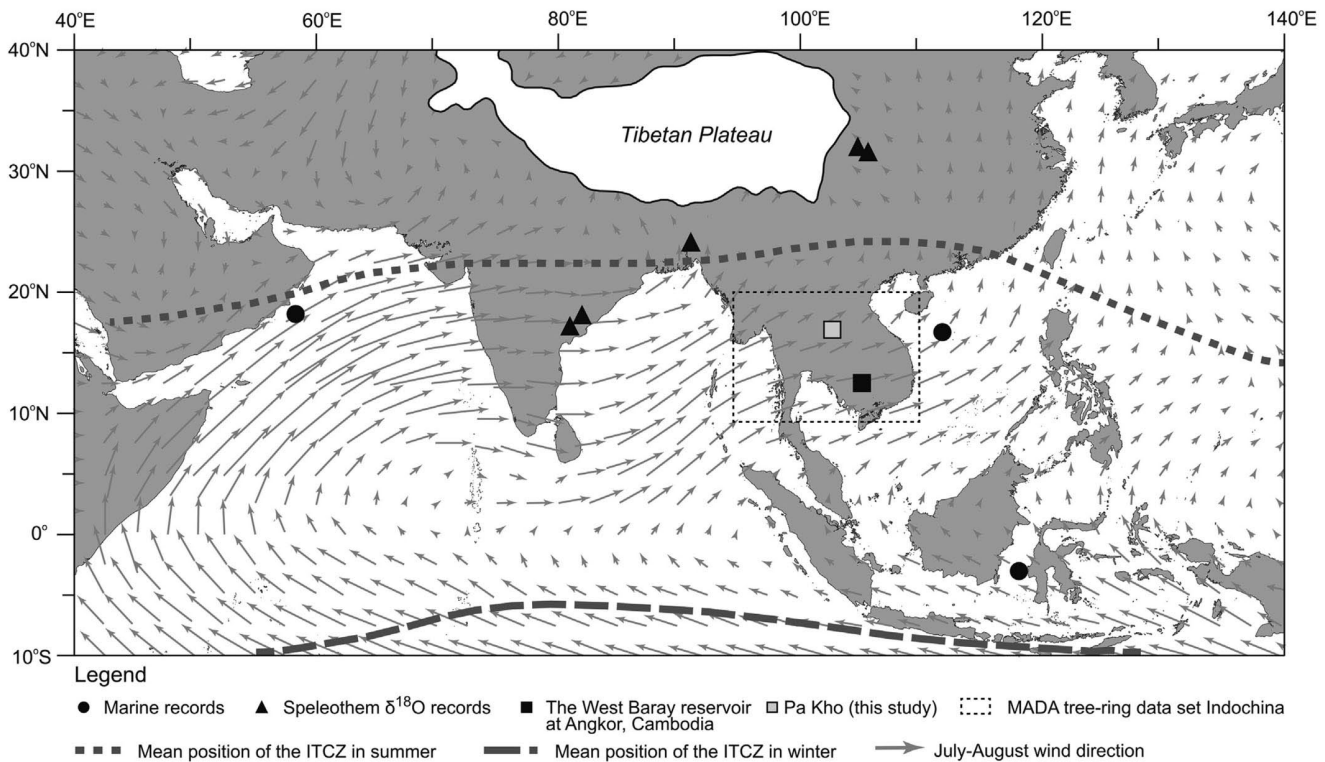 40°E 60°E 80°E 100°E 120°E 140°E
40°N
Tibetan Plateau
30°N
20°N
10°N
0°
10°S
Legend
Marine records
Speleothem δ¹⁸O records
The West Baray reservoir
at Angkor, Cambodia
Pa Kho (this study)
MADA tree-ring data set Indochina
Mean position of the ITCZ in summer
Mean position of the ITCZ in winter
July-August wind direction